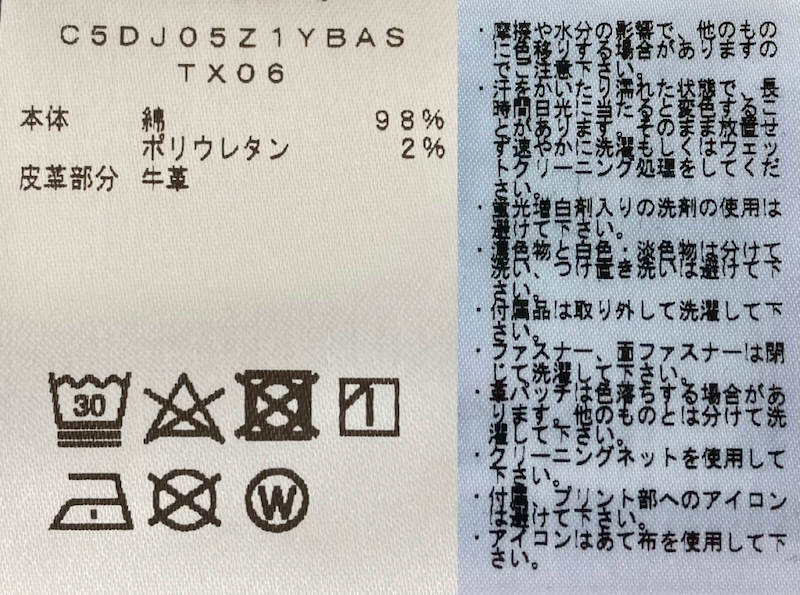 C5DJ05Z1YBAS
TX06
本体 綿 98%
ポリウレタン 2%
皮革部分 牛革
30
W
・摩擦や水分の影響で、他のもの
に色移りする場合がありますの
でご注意下さい。
・汗をかいたり濡れた状態で、長
時間日光に当たると変色するこ
とがあります。そのまま放置せ
ず速やかに洗濯もしくはウェッ
トクリーニング処理をしてくだ
さい。
・蛍光増白剤入りの洗剤の使用は
避けて下さい。
・濃色物と白色・淡色物は分けて
洗い、つけ置き洗いは避けて下
さい。
・付属品は取り外して洗濯して下
さい。
・ファスナー、面ファスナーは閉
じて洗濯して下さい。
・革パッチは色落ちする場合があ
ります。他のものとは分けて洗
濯して下さい。
・クリーニングネットを使用して
下さい。
・付属、プリント部へのアイロン
は避けて下さい。
・アイロンはあて布を使用して下
さい。